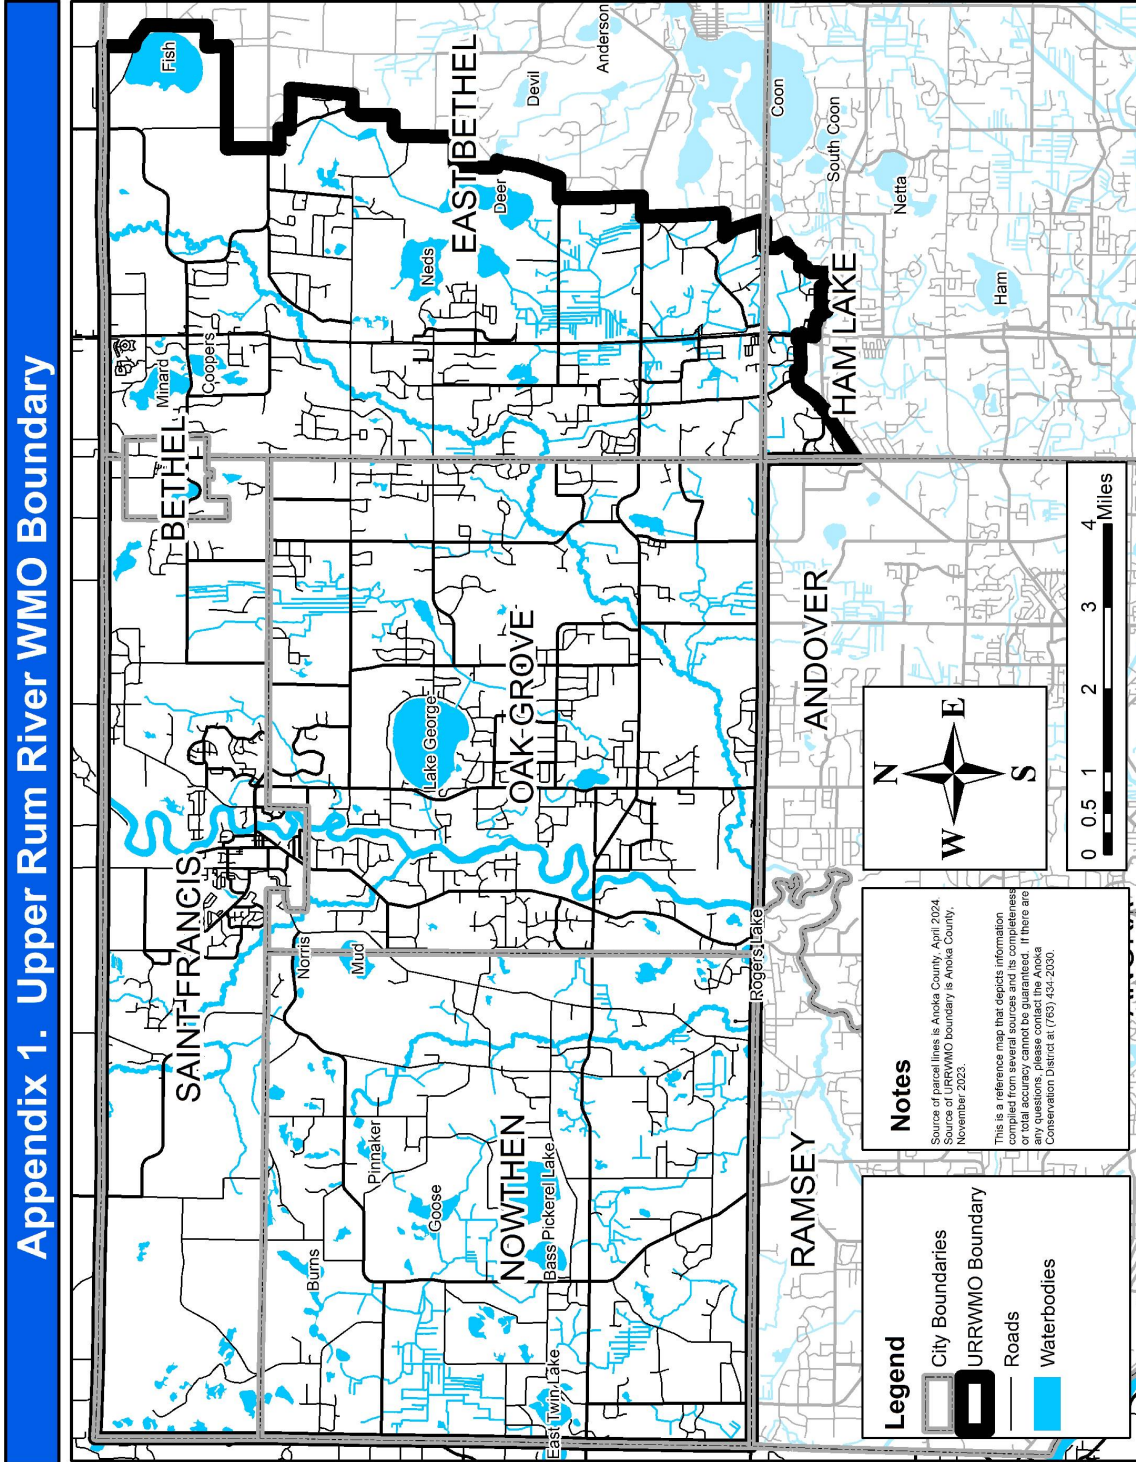 Appendix 1. Upper Rum River WMO Boundary
Fish
Minard
Coopers
BETHEL
SAINT FRANCIS
Anderson
Devil
EAST BETHEL
Deer
Neds
Lake George
OAK GROVE
Norris
Mud
Pinnaker
Burns
Goose
NOWTHEN
Bass Pickerel Lake
East Twin Lake
Coon
South Coon
Netta
Ham
HAM LAKE
ANDOVER
Rogers Lake
RAMSEY
Legend
City Boundaries
URRWMO Boundary
Roads
Waterbodies
Notes
Source of parcel lines is Anoka County, April 2024.
Source of URRWMO boundary is Anoka County,
November 2023.
This is a reference map that depicts information
compiled from several sources and its completeness
or total accuracy cannot be guaranteed. If there are
any questions, please contact the Anoka
Conservation District at (763) 434-2030.
N
W E
S
0 0.5 1 2 3 4
Miles